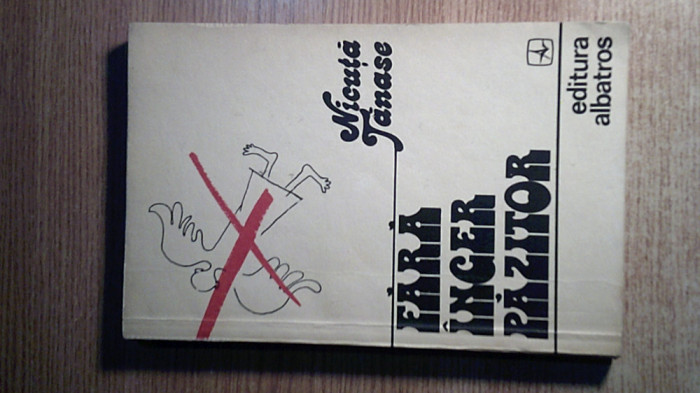 Nicuță
Tănase
FĂRĂ
ÎNGER
PĂZITOR
editura
albatros